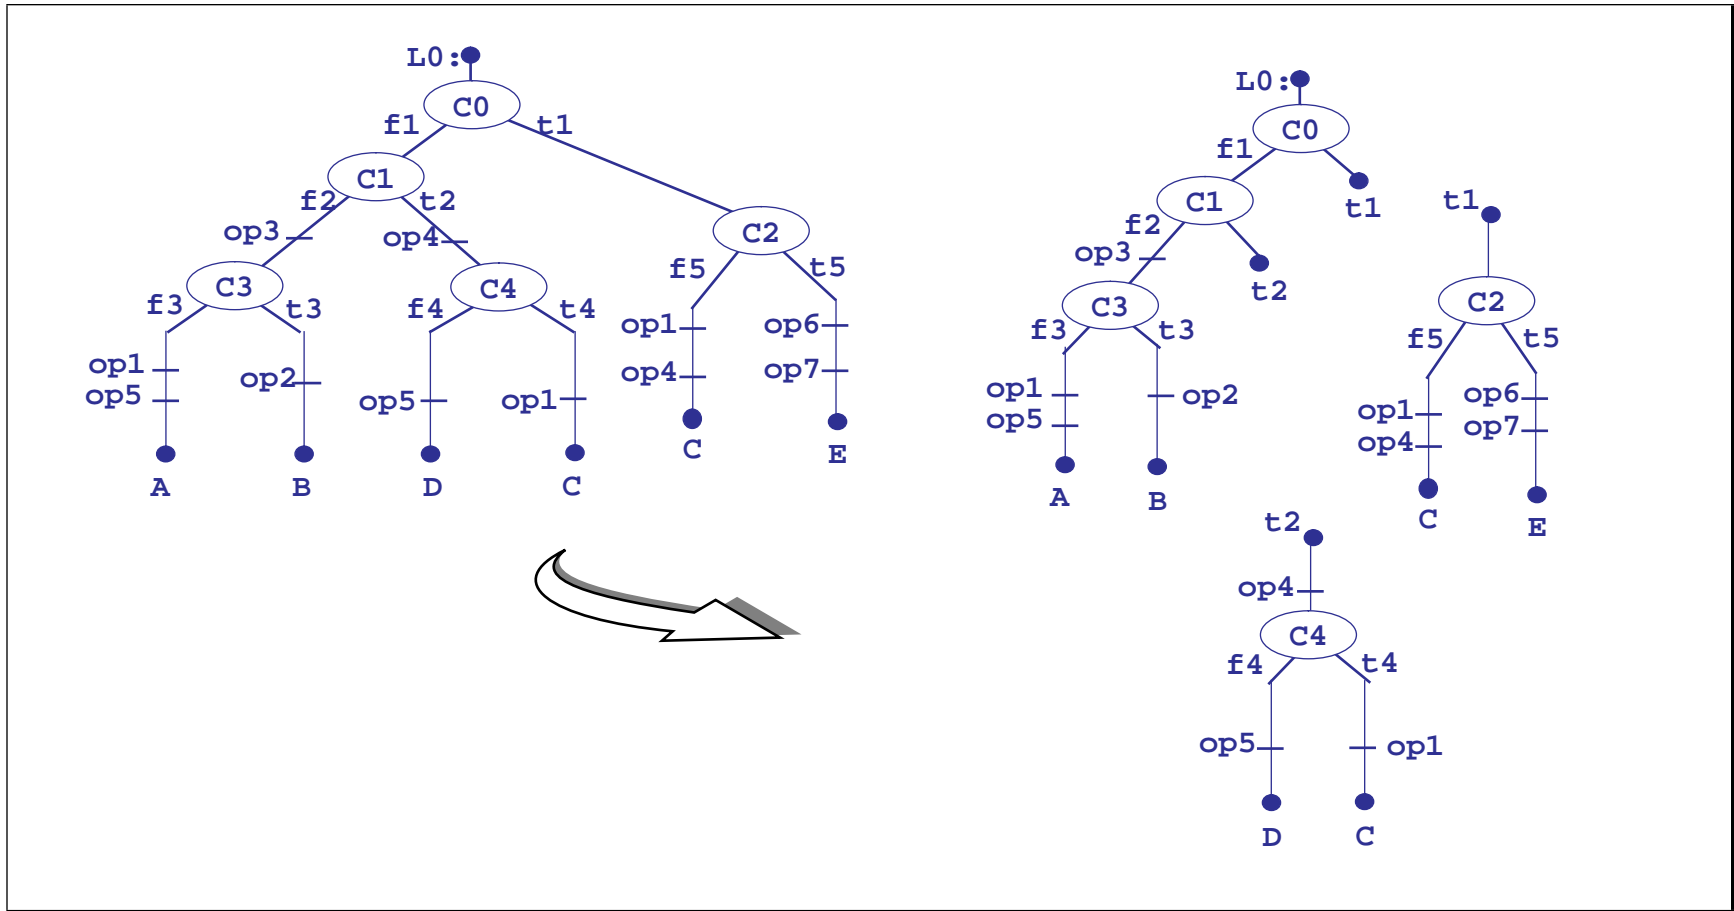 L0:
C0
f1 t1
C1
f2 t2
op3 op4 C2
f5 t5
C3 C4
f3 t3 f4 t4
op1 op6
op1 op2 op4 op7
op5 op5 op1
C E
A B D C
L0:
C0
f1
C1 t1
f2
op3
t2
C3
f3 t3
op1 op2
op5
A B
t1
C2
f5 t5
op1 op6
op4 op7
C E
t2
op4
C4
f4 t4
op5 op1
D C